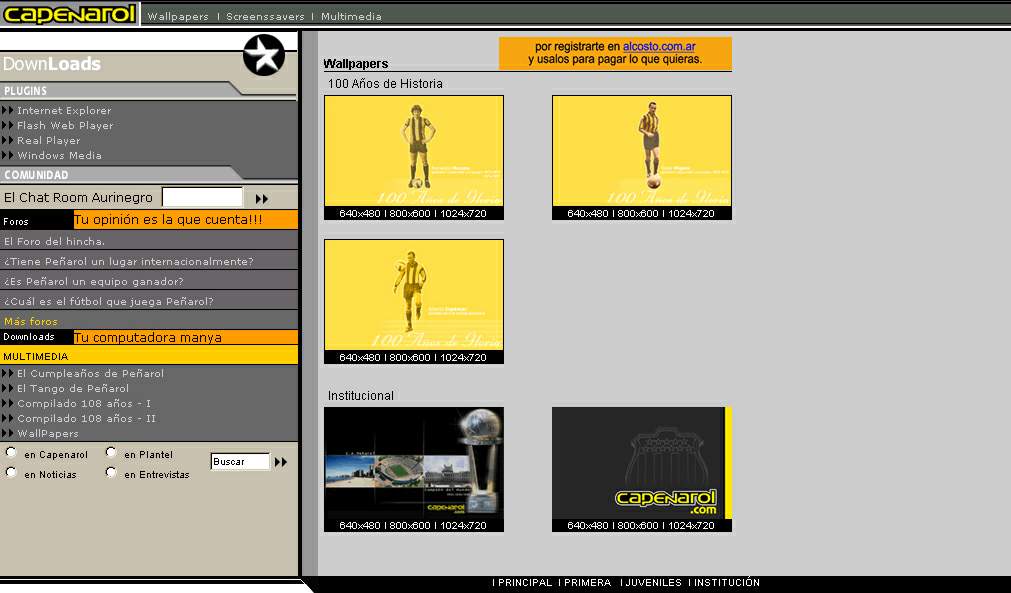 CAPENAROL
Wallpapers | Screenssavers | Multimedia
DownLoads
PLUGINS
Internet Explorer
Flash Web Player
Real Player
Windows Media
COMUNIDAD
El Chat Room Aurinegro
Foros Tu opinión es la que cuenta!!!
El Foro del hincha.
¿Tiene Peñarol un lugar internacionalmente?
¿Es Peñarol un equipo ganador?
¿Cuál es el fútbol que juega Peñarol?
Más foros
Downloads Tu computadora manya
MULTIMEDIA
El Cumpleaños de Peñarol
El Tango de Peñarol
Compilado 108 años - I
Compilado 108 años - II
WallPapers
en Capenarol en Plantel
en Noticias en Entrevistas
Buscar
por registrarte en alcosto.com.ar
y usalos para pagar lo que quieras.
Wallpapers
100 Años de Historia
100 Años de
640x480 | 800x600 | 1024x720
100 Años de
640x480 | 800x600 | 1024x720
100 Años de
640x480 | 800x600 | 1024x720
Institucional
CAPENAROL
.com
640x480 | 800x600 | 1024x720
CAPENAROL
.com
640x480 | 800x600 | 1024x720
| PRINCIPAL | PRIMERA | JUVENILES | INSTITUCIÓN